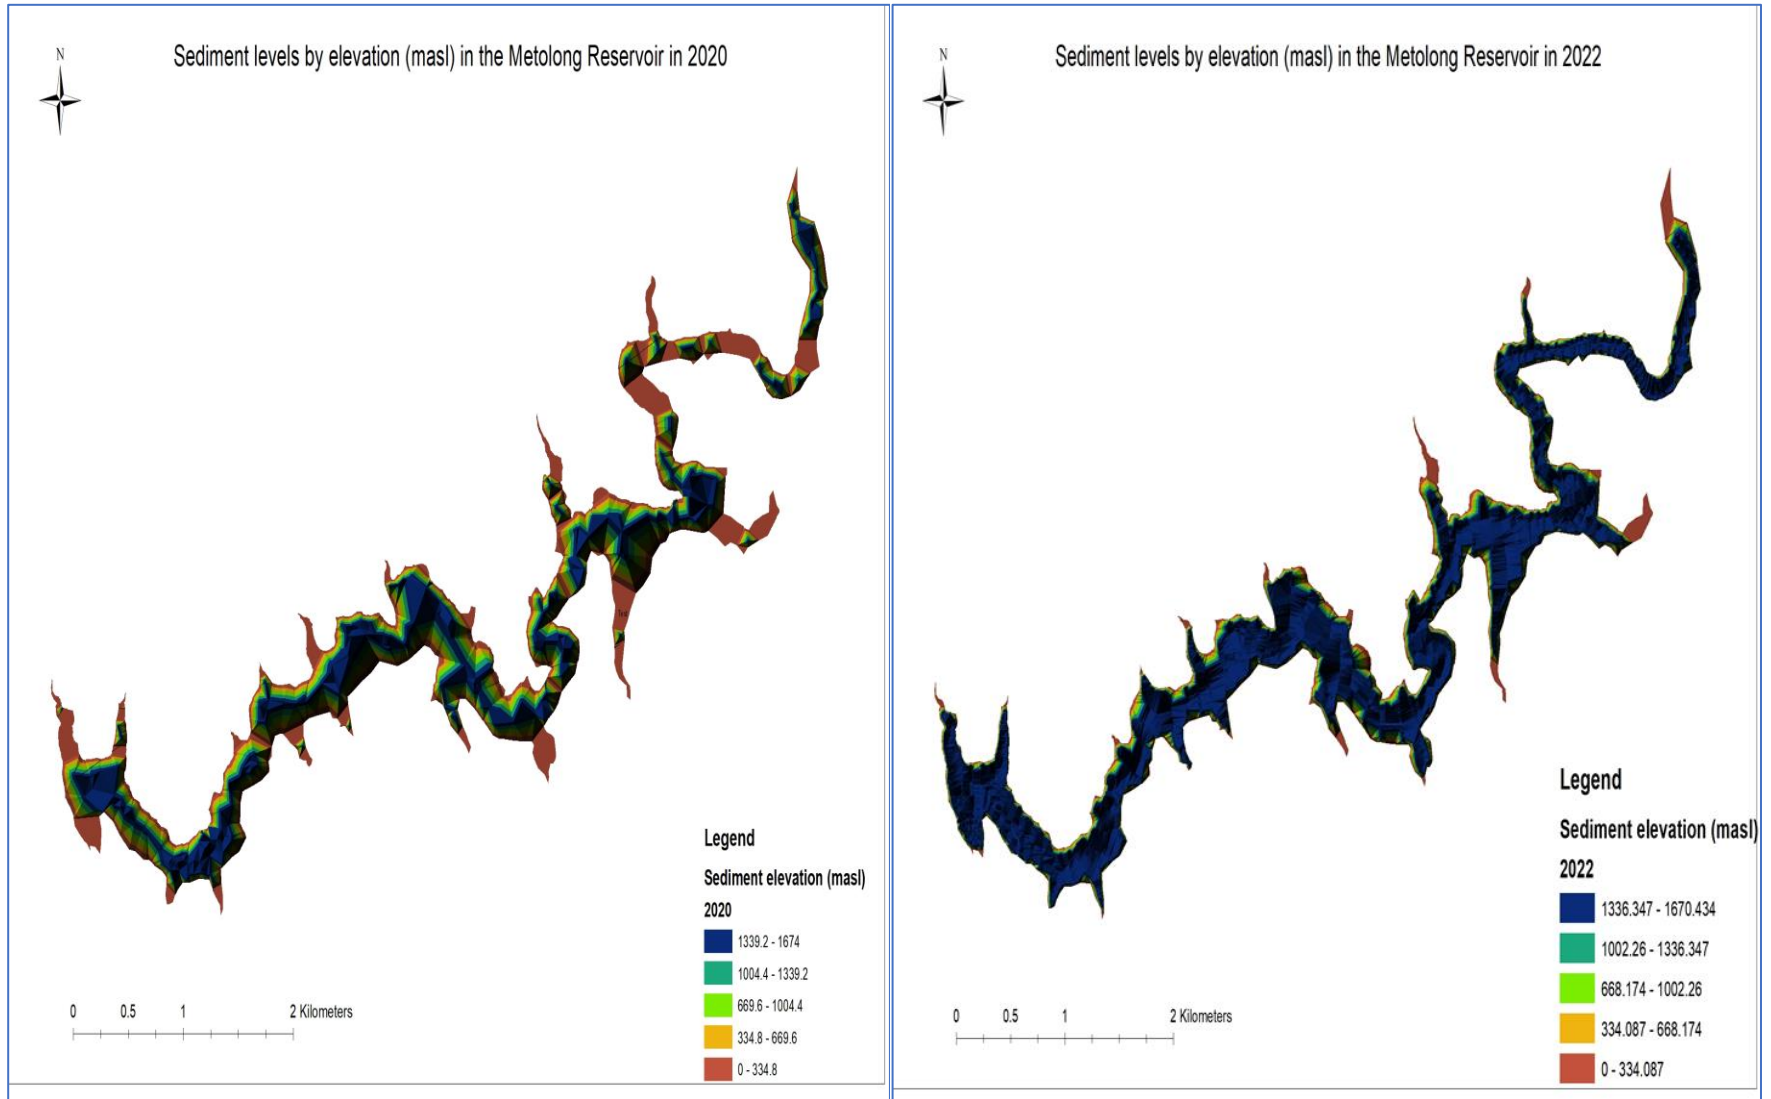 Sediment levels by elevation (masl) in the Metolong Reservoir in 2020
N
Legend
Sediment elevation (masl)
2020
1339.2 - 1674
1004.4 - 1339.2
669.6 - 1004.4
334.8 - 669.6
0 - 334.8
0 0.5 1 2 Kilometers
Sediment levels by elevation (masl) in the Metolong Reservoir in 2022
N
Legend
Sediment elevation (masl)
2022
1336.347 - 1670.434
1002.26 - 1336.347
668.174 - 1002.26
334.087 - 668.174
0 - 334.087
0 0.5 1 2 Kilometers